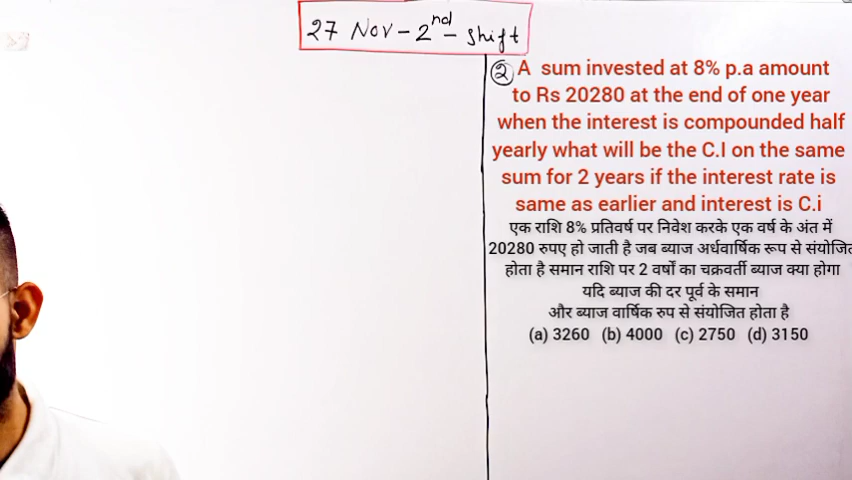 27 Nov - 2nd - Shift
② A sum invested at 8% p.a amount
to Rs 20280 at the end of one year
when the interest is compounded half
yearly what will be the C.I on the same
sum for 2 years if the interest rate is
same as earlier and interest is C.i
एक राशि 8% प्रतिवर्ष पर निवेश करके एक वर्ष के अंत में
20280 रुपए हो जाती है जब ब्याज अर्धवार्षिक रूप से संयोजित
होता है समान राशि पर 2 वर्षों का चक्रवर्ती ब्याज क्या होगा
यदि ब्याज की दर पूर्व के समान
और ब्याज वार्षिक रुप से संयोजित होता है
(a) 3260 (b) 4000 (c) 2750 (d) 3150